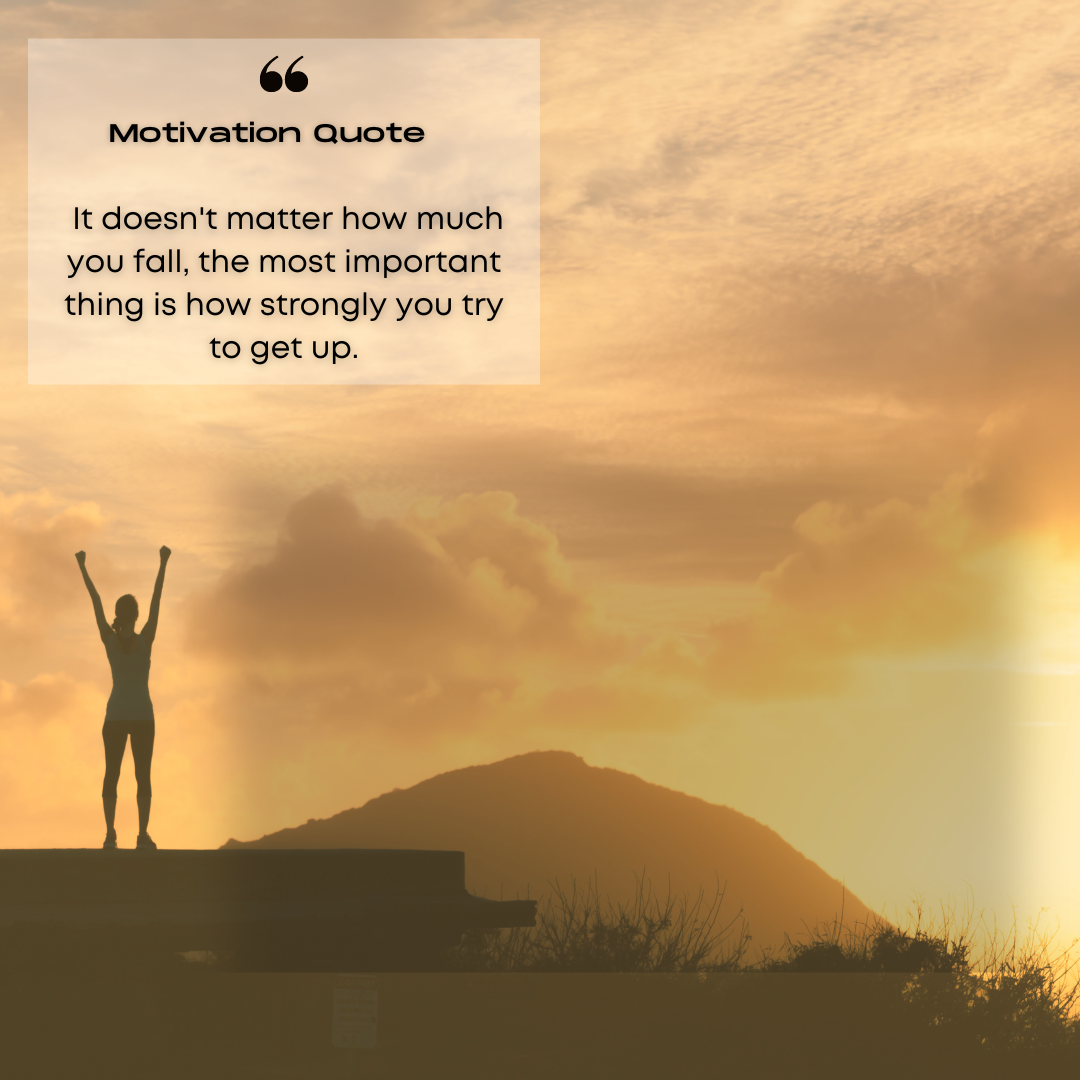 ❝
Motivation Quote
It doesn't matter how much
you fall, the most important
thing is how strongly you try
to get up.